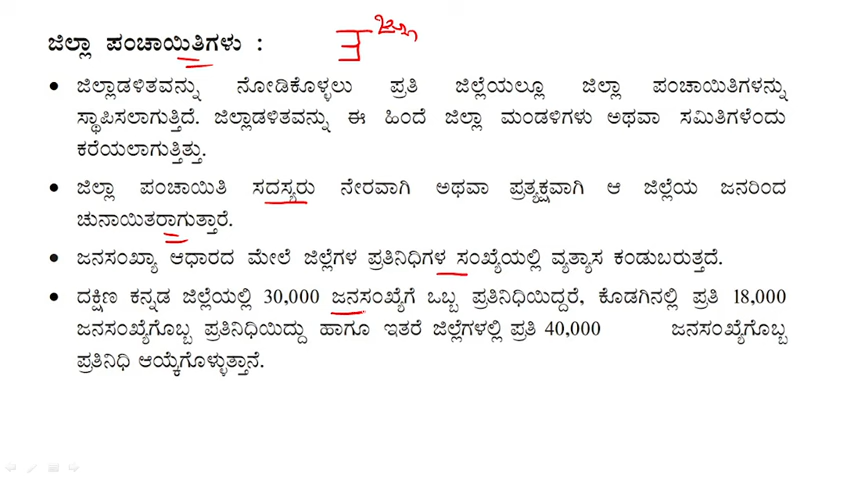 ಜಿಲ್ಲಾ ಪಂಚಾಯಿತಿಗಳು :
• ಜಿಲ್ಲಾಡಳಿತವನ್ನು ನೋಡಿಕೊಳ್ಳಲು ಪ್ರತಿ ಜಿಲ್ಲೆಯಲ್ಲೂ ಜಿಲ್ಲಾ ಪಂಚಾಯಿತಿಗಳನ್ನು
ಸ್ಥಾಪಿಸಲಾಗುತ್ತಿದೆ. ಜಿಲ್ಲಾಡಳಿತವನ್ನು ಈ ಹಿಂದೆ ಜಿಲ್ಲಾ ಮಂಡಳಿಗಳು ಅಥವಾ ಸಮಿತಿಗಳೆಂದು
ಕರೆಯಲಾಗುತ್ತಿತ್ತು.
• ಜಿಲ್ಲಾ ಪಂಚಾಯಿತಿ ಸದಸ್ಯರು ನೇರವಾಗಿ ಅಥವಾ ಪ್ರತ್ಯಕ್ಷವಾಗಿ ಆ ಜಿಲ್ಲೆಯ ಜನರಿಂದ
ಚುನಾಯಿತರಾಗುತ್ತಾರೆ.
• ಜನಸಂಖ್ಯಾ ಆಧಾರದ ಮೇಲೆ ಜಿಲ್ಲೆಗಳ ಪ್ರತಿನಿಧಿಗಳ ಸಂಖ್ಯೆಯಲ್ಲಿ ವ್ಯತ್ಯಾಸ ಕಂಡುಬರುತ್ತದೆ.
• ದಕ್ಷಿಣ ಕನ್ನಡ ಜಿಲ್ಲೆಯಲ್ಲಿ 30,000 ಜನಸಂಖ್ಯೆಗೆ ಒಬ್ಬ ಪ್ರತಿನಿಧಿಯಿದ್ದರೆ, ಕೊಡಗಿನಲ್ಲಿ ಪ್ರತಿ 18,000
ಜನಸಂಖ್ಯೆಗೊಬ್ಬ ಪ್ರತಿನಿಧಿಯಿದ್ದು ಹಾಗೂ ಇತರೆ ಜಿಲ್ಲೆಗಳಲ್ಲಿ ಪ್ರತಿ 40,000 ಜನಸಂಖ್ಯೆಗೊಬ್ಬ
ಪ್ರತಿನಿಧಿ ಆಯ್ಕೆಗೊಳ್ಳುತ್ತಾನೆ.